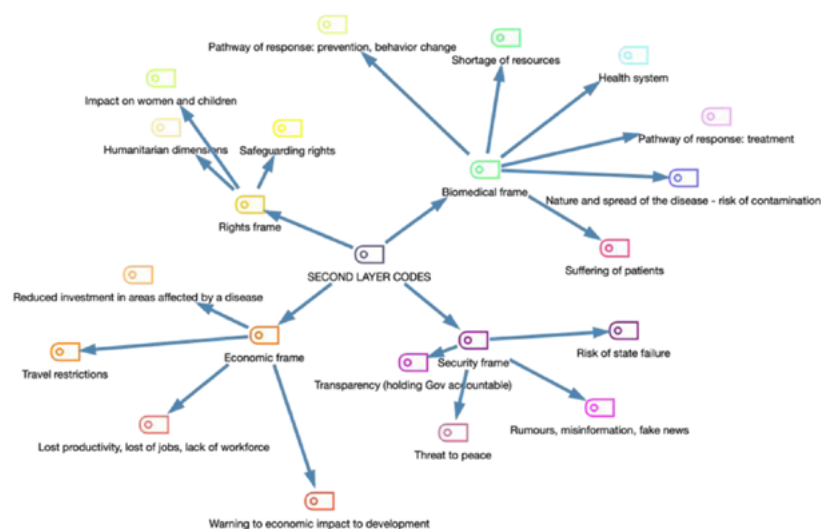 Pathway of response: prevention, behavior change
Shortage of resources
Health system
Impact on women and children
Pathway of response: treatment
Humanitarian dimensions
Safeguarding rights
Biomedical frame
Nature and spread of the disease - risk of contamination
Rights frame
Suffering of patients
SECOND LAYER CODES
Reduced investment in areas affected by a disease
Economic frame
Security frame
Risk of state failure
Travel restrictions
Transparency (holding Gov accountable)
Rumours, misinformation, fake news
Lost productivity, lost of jobs, lack of workforce
Threat to peace
Warning to economic impact to development